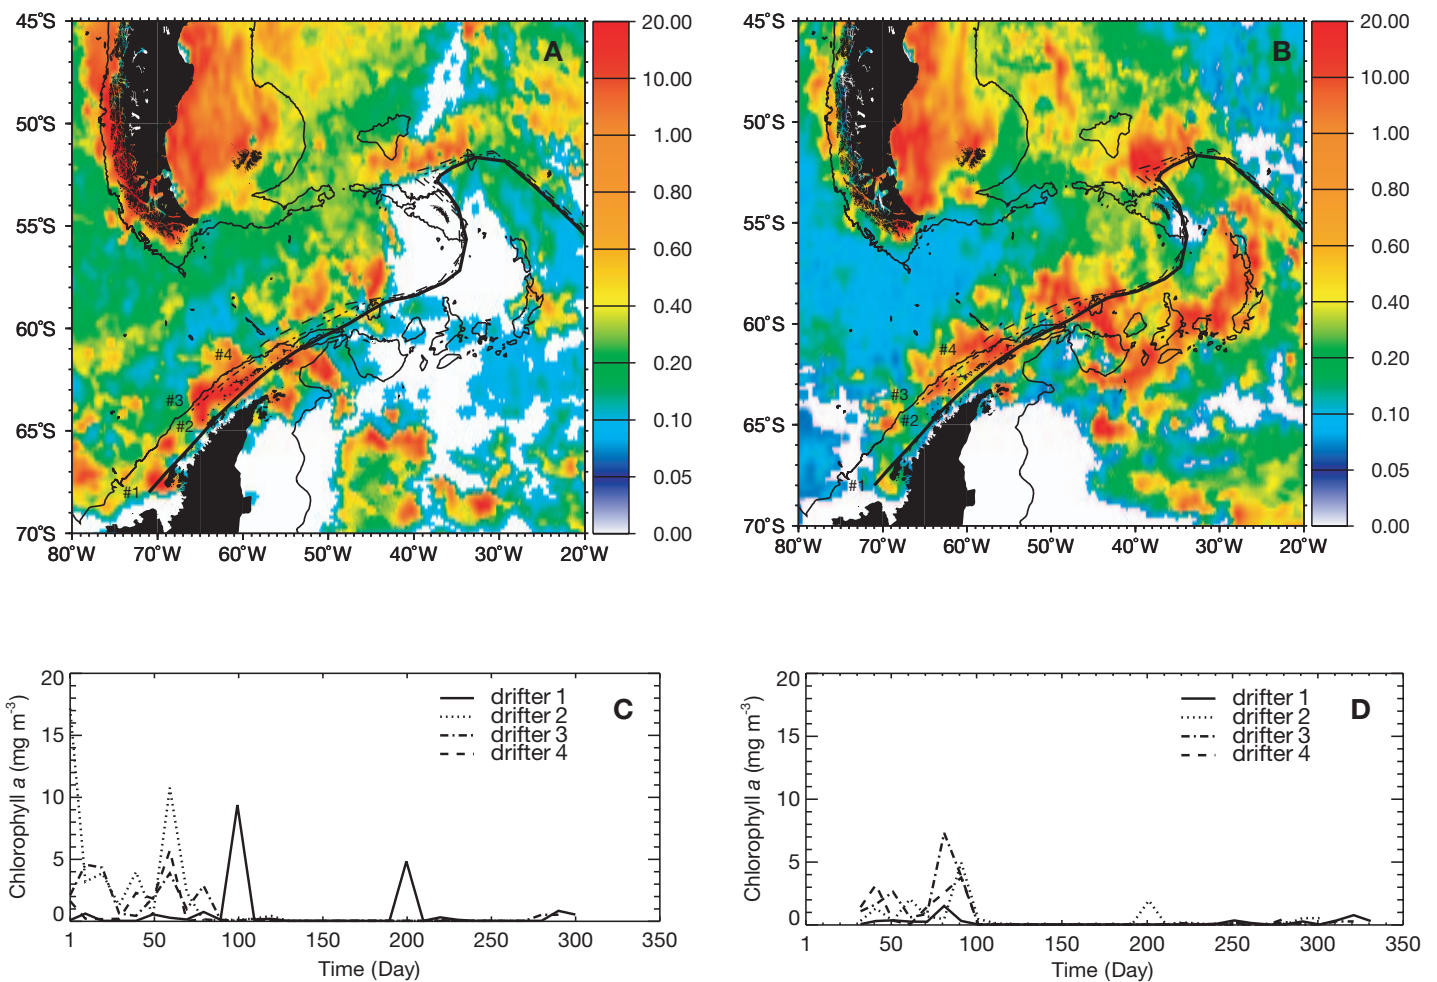 A
45°S
50°S
55°S
60°S
65°S
70°S
80°W
70°W
60°W
50°W
40°W
30°W
20°W
#4
#3
#2
#1
20.00
10.00
1.00
0.80
0.60
0.40
0.20
0.10
0.05
0.00
B
45°S
50°S
55°S
60°S
65°S
70°S
80°W
70°W
60°W
50°W
40°W
30°W
20°W
#4
#3
#2
#1
20.00
10.00
1.00
0.80
0.60
0.40
0.20
0.10
0.05
0.00
C
Chlorophyll a (mg m-3)
20
15
10
5
0
drifter 1
drifter 2
drifter 3
drifter 4
1
50
100
150
200
250
300
350
Time (Day)
D
Chlorophyll a (mg m-3)
20
15
10
5
0
drifter 1
drifter 2
drifter 3
drifter 4
1
50
100
150
200
250
300
350
Time (Day)